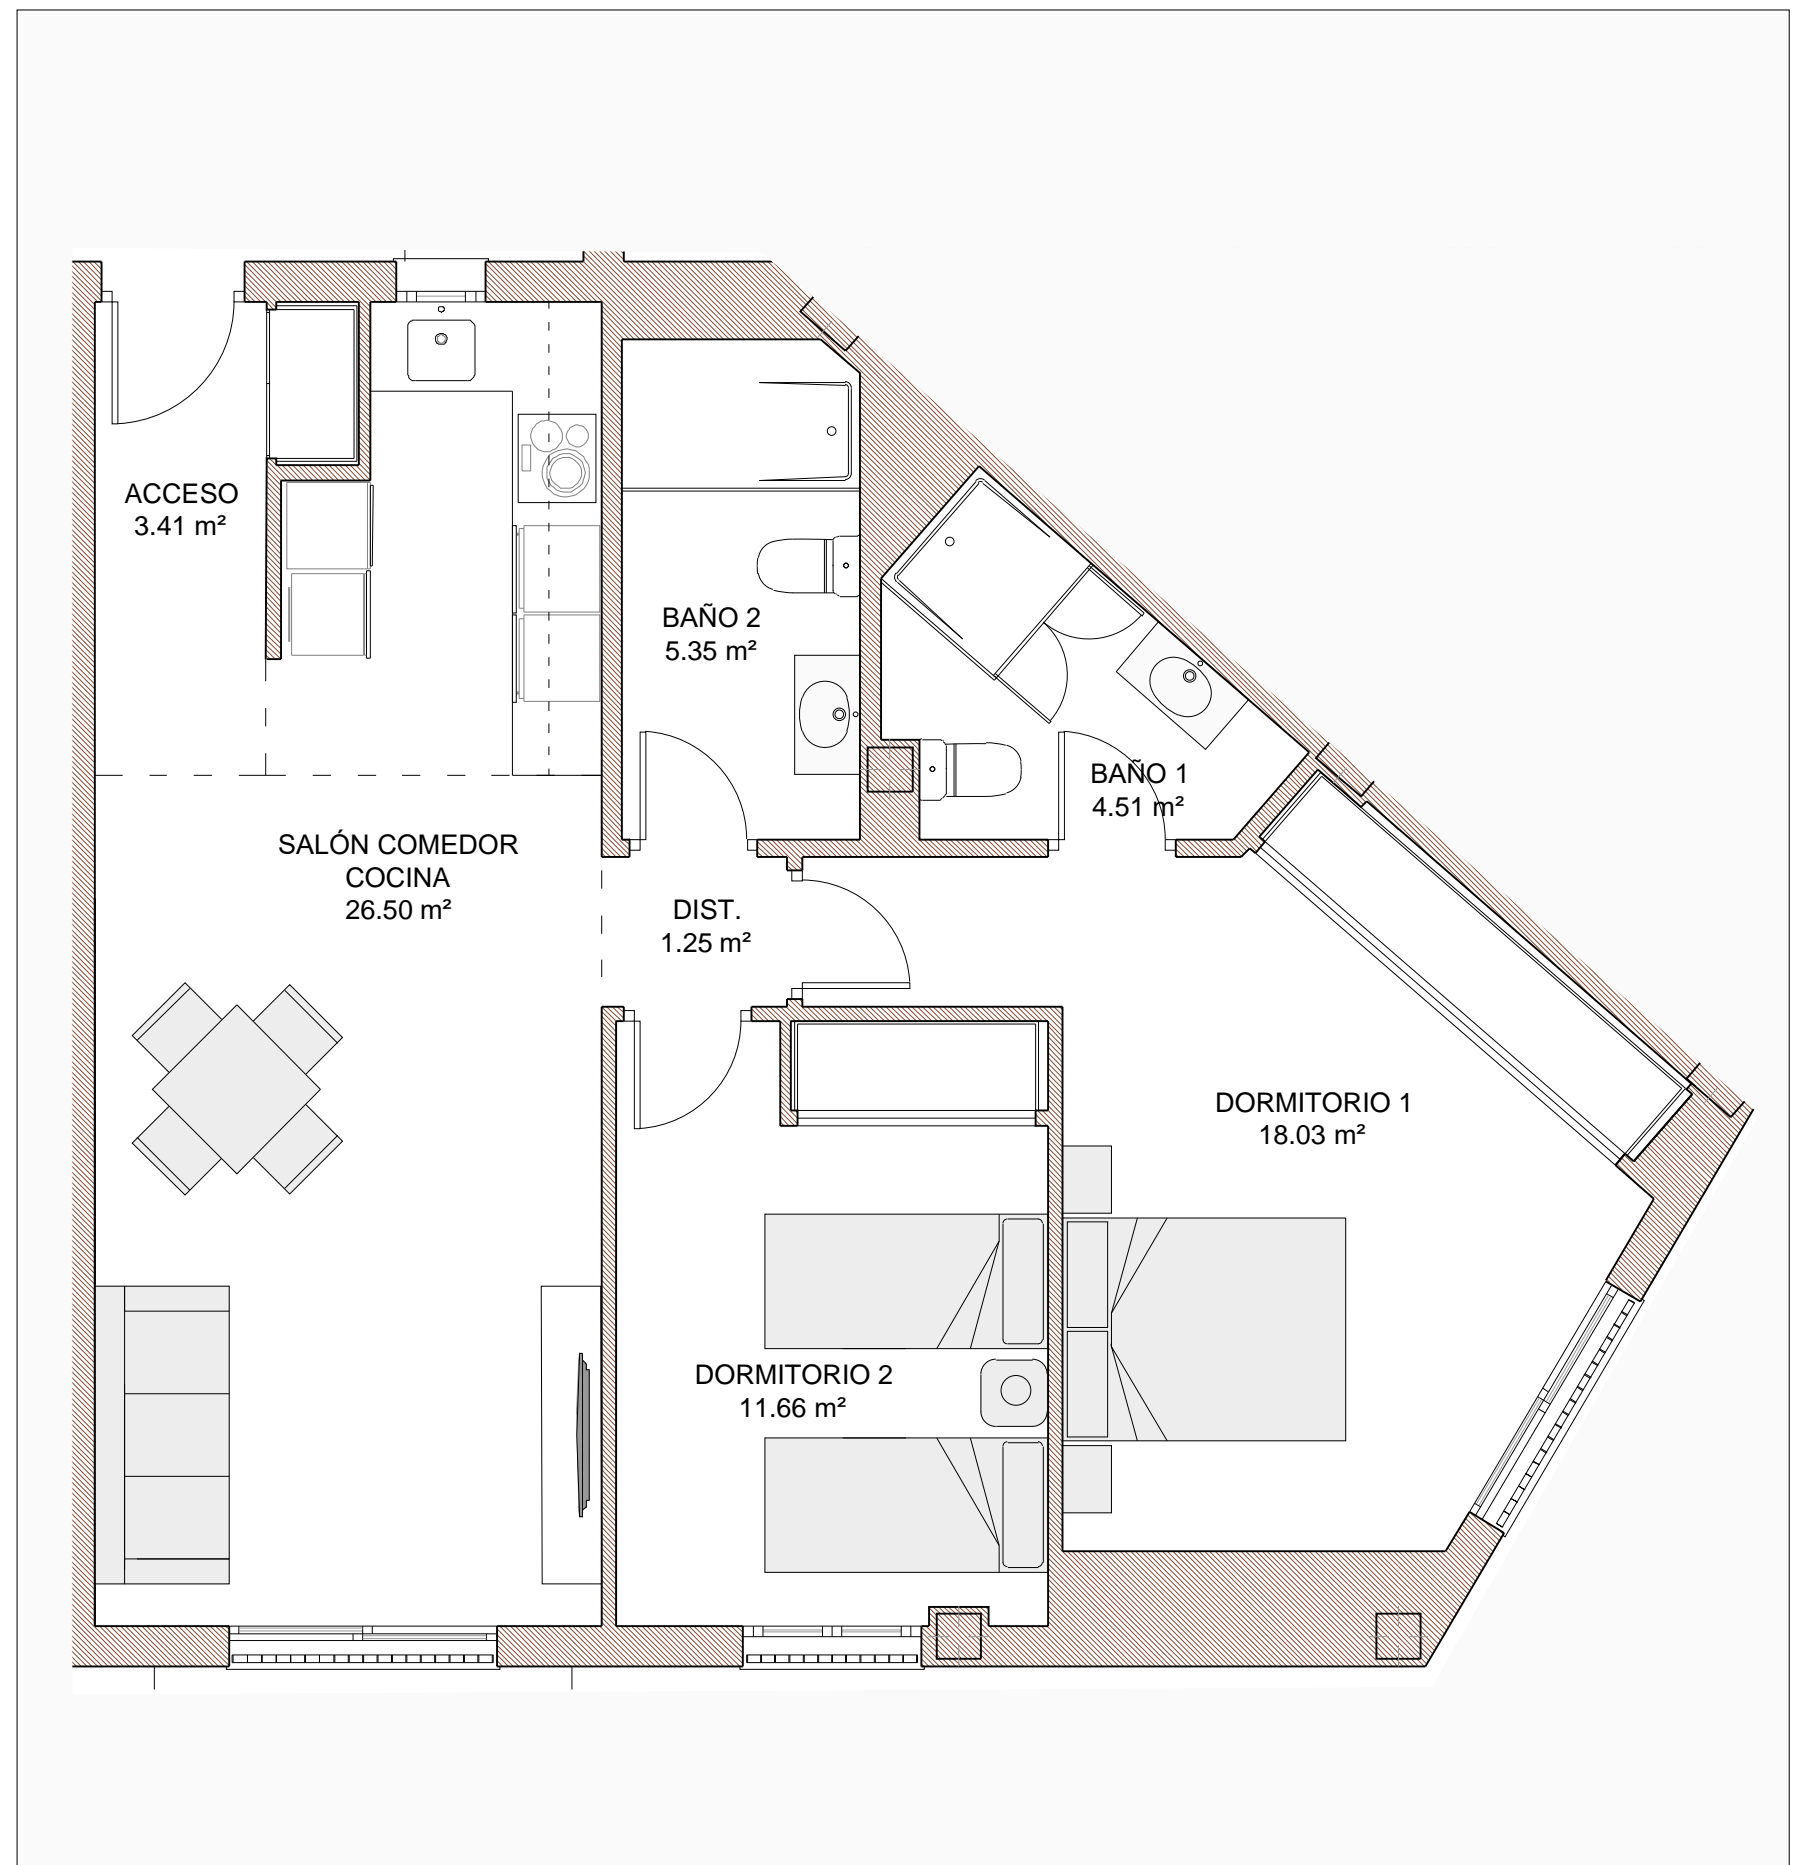 ACCESO
3.41 m²
BAÑO 2
5.35 m²
BAÑO 1
4.51 m²
SALÓN COMEDOR
COCINA
26.50 m²
DIST.
1.25 m²
DORMITORIO 1
18.03 m²
DORMITORIO 2
11.66 m²